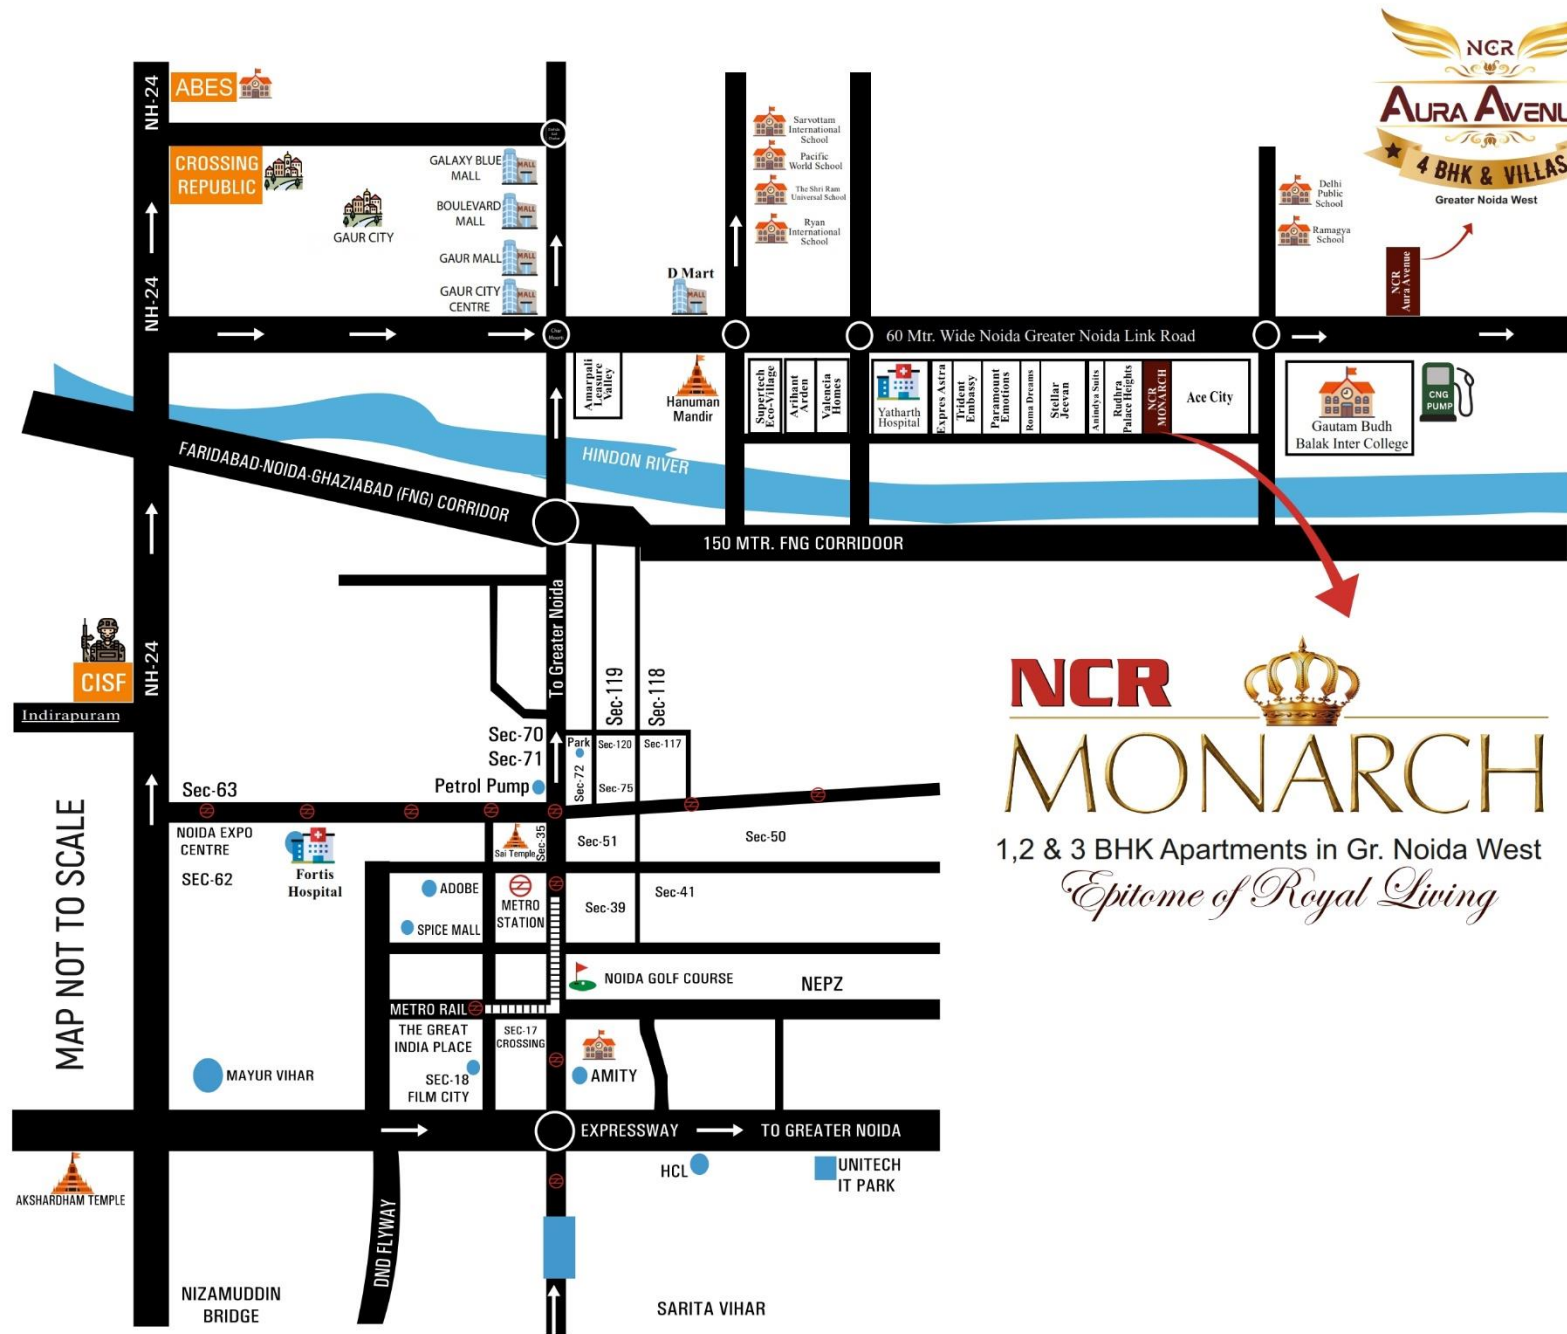 NCR
AURA AVENU
4 BHK & VILLAS
Greater Noida West
NH-24
ABES
CROSSING
REPUBLIC
GAUR CITY
GALAXY BLUE
MALL
BOULEVARD
MALL
GAUR MALL
GAUR CITY
CENTRE
MALL
MALL
MALL
MALL
Sarvottam
International
School
Pacific
World School
The Shri Ram
Universal School
Ryan
International
School
Delhi
Public
School
Ramagya
School
NCR
Aura Avenue
D Mart
MALL
NH-24
Char
Murti
60 Mtr. Wide Noida Greater Noida Link Road
Amarpali
Leasure
Valley
Hanuman
Mandir
Supertech
Eco-Village
Arihant
Arden
Valencia
Homes
Yatharth
Hospital
Expres Astra
Trident
Embassy
Paramount
Emotions
Roma Dreams
Stellar
Jeevan
Anindya Suits
Rudhra
Palace Heights
NCR
MONARCH
Ace City
Gautam Budh
Balak Inter College
CNG
PUMP
HINDON RIVER
FARIDABAD-NOIDA-GHAZIABAD (FNG) CORRIDOR
150 MTR. FNG CORRIDOOR
To Greater Noida
Sec-119
Sec-118
CISF
NH-24
Indirapuram
NCR
MONARCH
1,2 & 3 BHK Apartments in Gr. Noida West
Epitome of Royal Living
Sec-70
Sec-71
Petrol Pump
Park
Sec-72
Sec-120
Sec-117
Sec-75
Sec-63
NOIDA EXPO
CENTRE
SEC-62
Fortis
Hospital
Sai Temple
Sec-35
Sec-51
Sec-50
MAP NOT TO SCALE
ADOBE
SPICE MALL
METRO
STATION
Sec-39
Sec-41
NOIDA GOLF COURSE
NEPZ
METRO RAIL
THE GREAT
INDIA PLACE
SEC-17
CROSSING
SEC-18
FILM CITY
AMITY
MAYUR VIHAR
EXPRESSWAY
TO GREATER NOIDA
AKSHARDHAM TEMPLE
HCL
UNITECH
IT PARK
DND FLYWAY
NIZAMUDDIN
BRIDGE
SARITA VIHAR